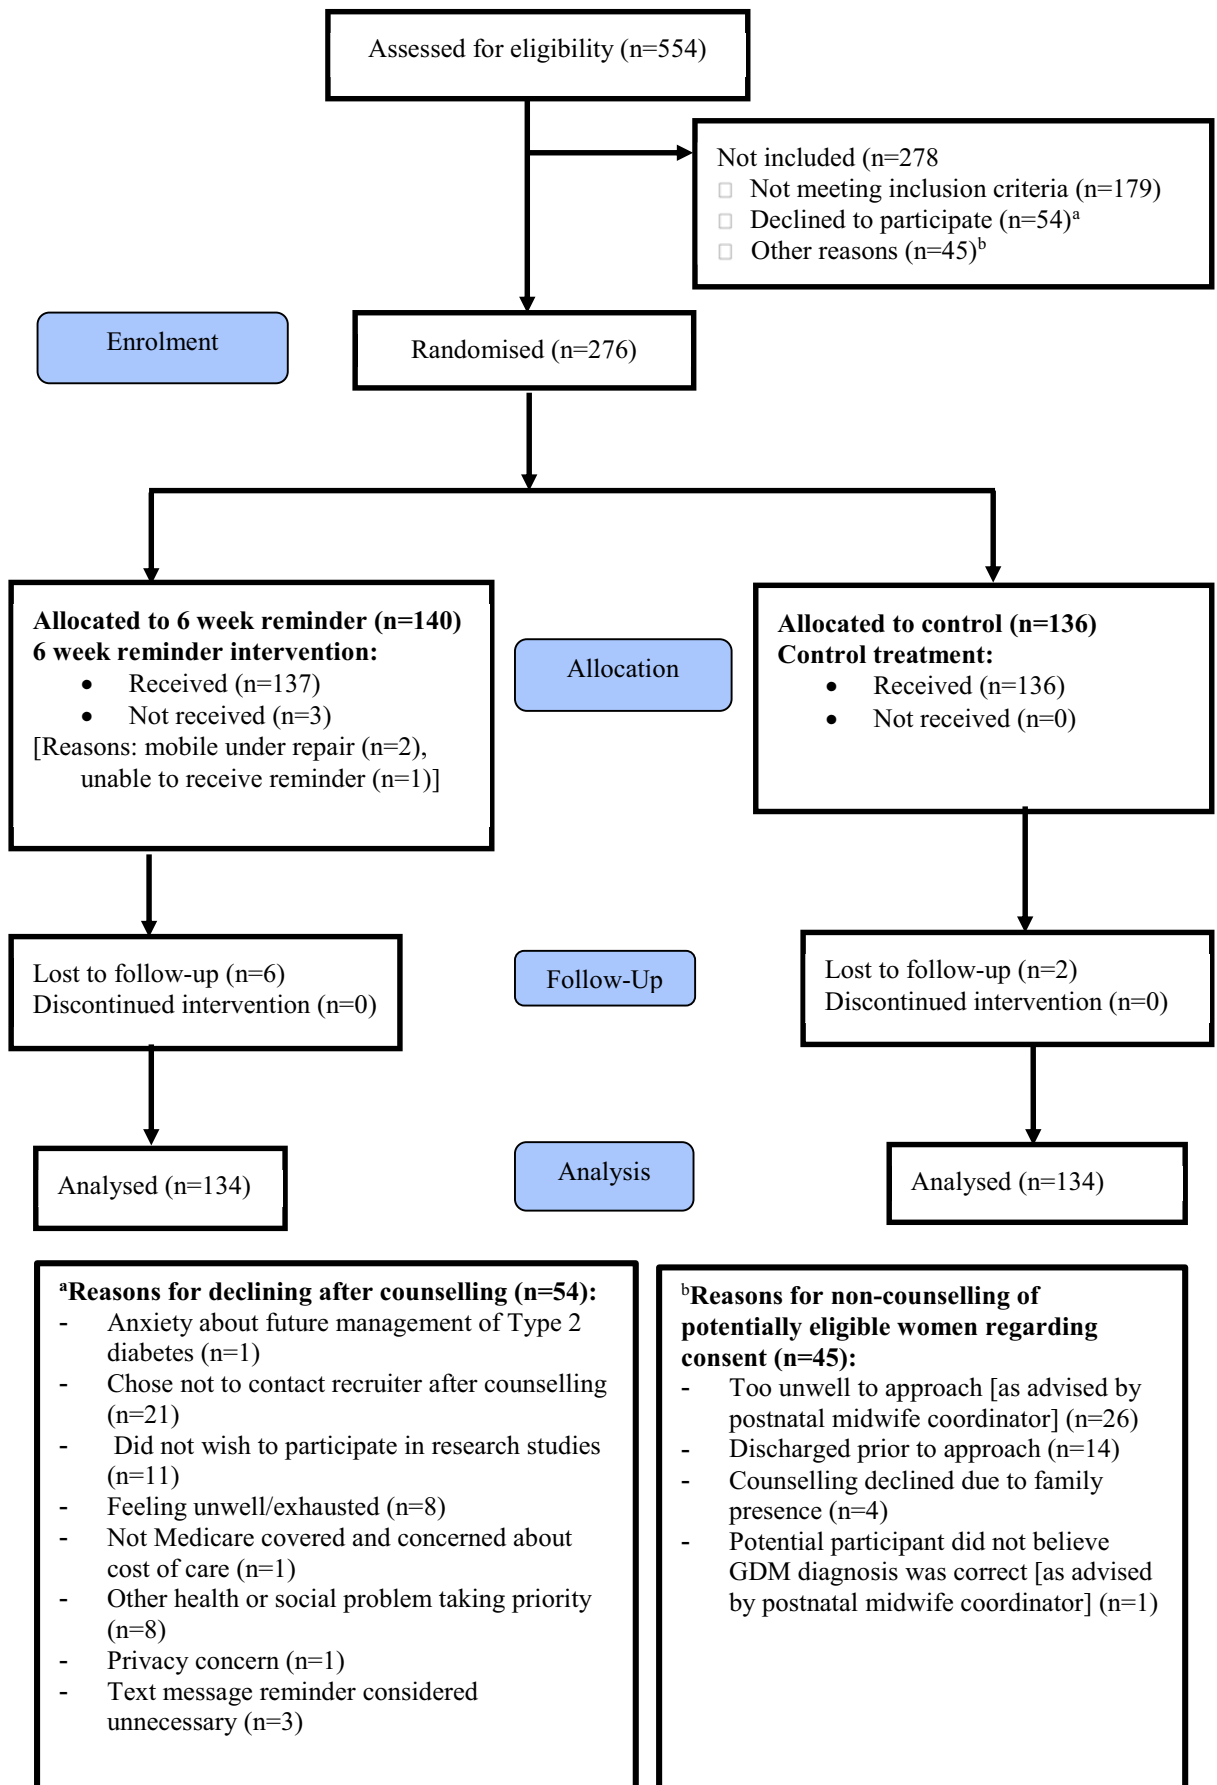 Assessed for eligibility (n=554)
Not included (n=278
□ Not meeting inclusion criteria (n=179)
□ Declined to participate (n=54)ᵃ
□ Other reasons (n=45)ᵇ
Enrolment
Randomised (n=276)
Allocated to 6 week reminder (n=140)
6 week reminder intervention:
• Received (n=137)
• Not received (n=3)
[Reasons: mobile under repair (n=2),
unable to receive reminder (n=1)]
Allocation
Allocated to control (n=136)
Control treatment:
• Received (n=136)
• Not received (n=0)
Lost to follow-up (n=6)
Discontinued intervention (n=0)
Follow-Up
Lost to follow-up (n=2)
Discontinued intervention (n=0)
Analysed (n=134)
Analysis
Analysed (n=134)
ᵃReasons for declining after counselling (n=54):
- Anxiety about future management of Type 2
diabetes (n=1)
- Chose not to contact recruiter after counselling
(n=21)
- Did not wish to participate in research studies
(n=11)
- Feeling unwell/exhausted (n=8)
- Not Medicare covered and concerned about
cost of care (n=1)
- Other health or social problem taking priority
(n=8)
- Privacy concern (n=1)
- Text message reminder considered
unnecessary (n=3)
ᵇReasons for non-counselling of
potentially eligible women regarding
consent (n=45):
- Too unwell to approach [as advised by
postnatal midwife coordinator] (n=26)
- Discharged prior to approach (n=14)
- Counselling declined due to family
presence (n=4)
- Potential participant did not believe
GDM diagnosis was correct [as advised
by postnatal midwife coordinator] (n=1)